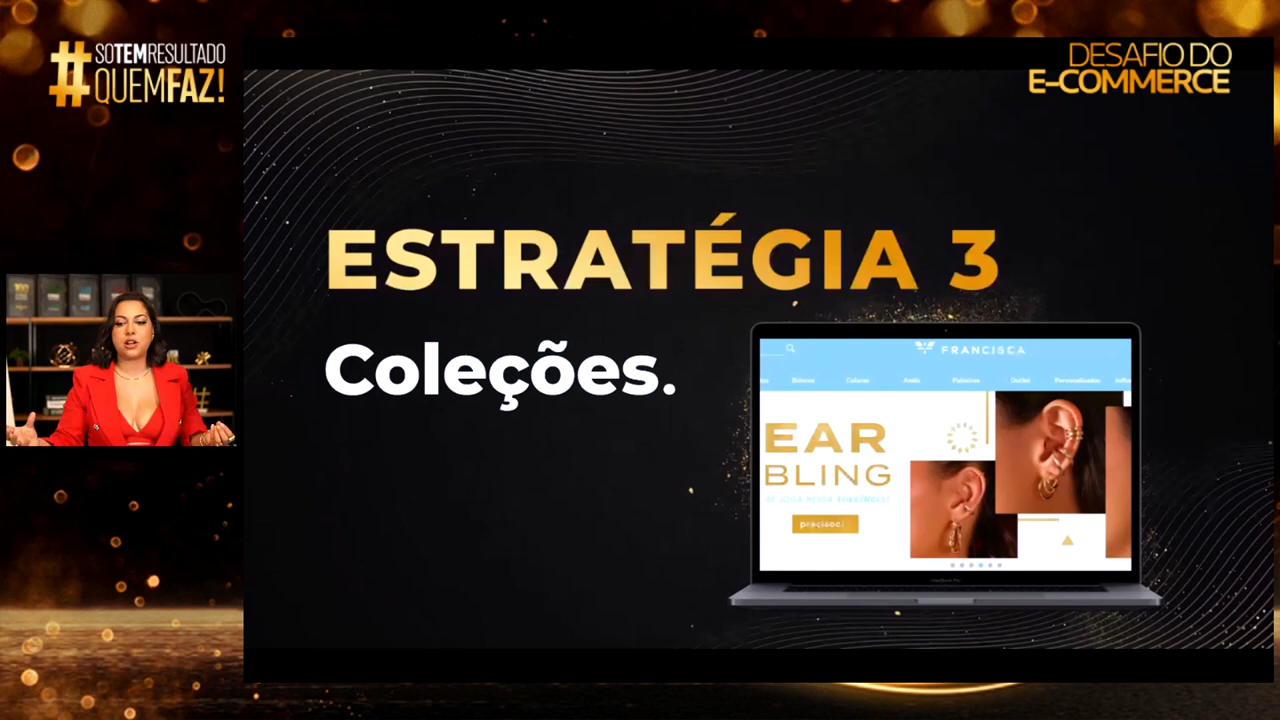 #SOTEMRESULTADO
QUEMFAZ!
DESAFIO DO
E-COMMERCE
ESTRATÉGIA 3
Coleções.
FRANCISCA
Brincos Colares Anéis Pulseiras Outlet Personalizados
EAR
BLING